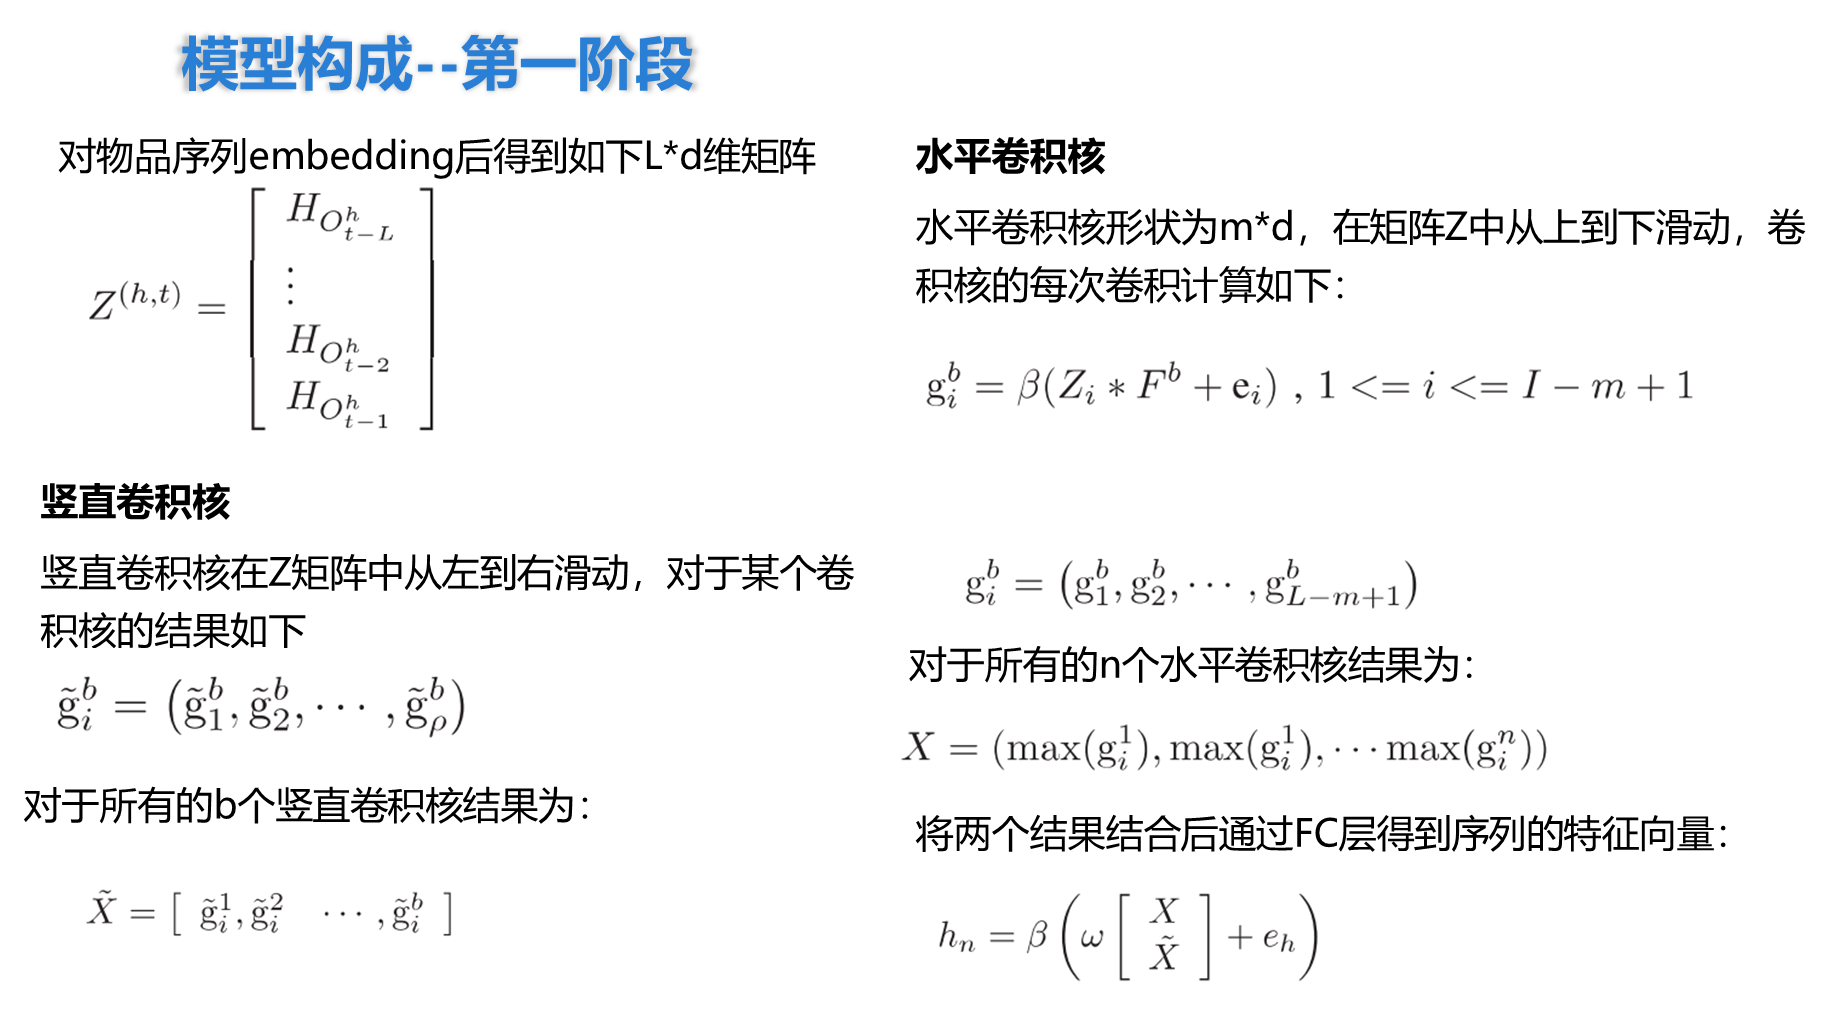 模型构成--第一阶段
对物品序列embedding后得到如下L*d维矩阵
$Z^{(h,t)} = \begin{bmatrix} H_{O^h_{t-L}} \\ \vdots \\ H_{O^h_{t-2}} \\ H_{O^h_{t-1}} \end{bmatrix}$
竖直卷积核
竖直卷积核在Z矩阵中从左到右滑动，对于某个卷
积核的结果如下
$\tilde{g}_i^b = (\tilde{g}_1^b, \tilde{g}_2^b, \cdots, \tilde{g}_\rho^b)$
对于所有的b个竖直卷积核结果为：
$\tilde{X} = [\ \tilde{g}_i^1, \tilde{g}_i^2 \quad \cdots, \tilde{g}_i^b\ ]$
水平卷积核
水平卷积核形状为m*d，在矩阵Z中从上到下滑动，卷
积核的每次卷积计算如下：
$g_i^b = \beta(Z_i * F^b + e_i)\ ,\ 1 <= i <= I - m + 1$
$g_i^b = (g_1^b, g_2^b, \cdots, g_{L-m+1}^b)$
对于所有的n个水平卷积核结果为：
$X = (\max(g_i^1), \max(g_i^1), \cdots \max(g_i^n))$
将两个结果结合后通过FC层得到序列的特征向量：
$h_n = \beta\left(\omega \begin{bmatrix} X \\ \tilde{X} \end{bmatrix} + e_h\right)$